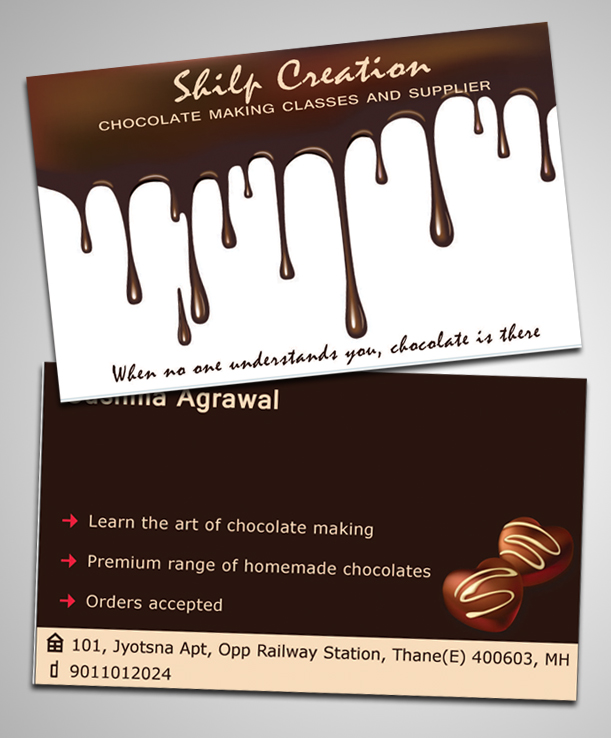 Shilp Creation
CHOCOLATE MAKING CLASSES AND SUPPLIER
When no one understands you, chocolate is there
Agrawal
Learn the art of chocolate making
Premium range of homemade chocolates
Orders accepted
101, Jyotsna Apt, Opp Railway Station, Thane(E) 400603, MH
9011012024